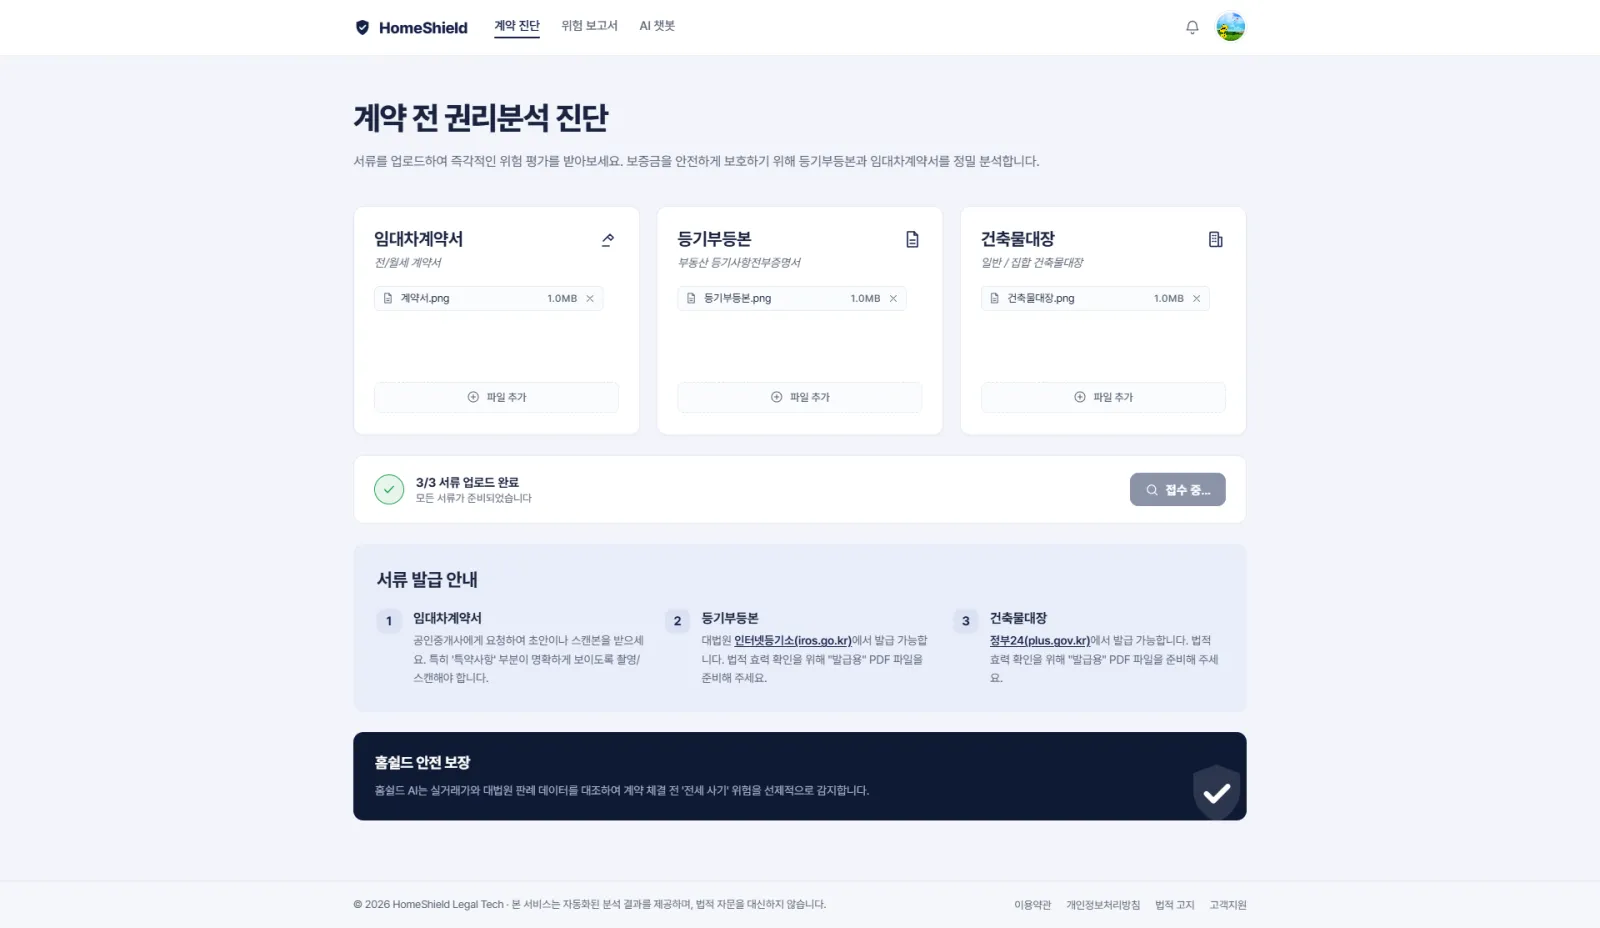 HomeShield
계약 진단
위험 보고서
AI 챗봇
계약 전 권리분석 진단
서류를 업로드하여 즉각적인 위험 평가를 받아보세요. 보증금을 안전하게 보호하기 위해 등기부등본과 임대차계약서를 정밀 분석합니다.
임대차계약서
전/월세 계약서
계약서.png 1.0MB
파일 추가
등기부등본
부동산 등기사항전부증명서
등기부등본.png 1.0MB
파일 추가
건축물대장
일반 / 집합 건축물대장
건축물대장.png 1.0MB
파일 추가
3/3 서류 업로드 완료
모든 서류가 준비되었습니다
접수 중...
서류 발급 안내
1 임대차계약서
공인중개사에게 요청하여 초안이나 스캔본을 받으세
요. 특히 '특약사항' 부분이 명확하게 보이도록 촬영/
스캔해야 합니다.
2 등기부등본
대법원 인터넷등기소(iros.go.kr)에서 발급 가능합
니다. 법적 효력 확인을 위해 "발급용" PDF 파일을
준비해 주세요.
3 건축물대장
정부24(plus.gov.kr)에서 발급 가능합니다. 법적
효력 확인을 위해 "발급용" PDF 파일을 준비해 주세
요.
홈쉴드 안전 보장
홈쉴드 AI는 실거래가와 대법원 판례 데이터를 대조하여 계약 체결 전 '전세 사기' 위험을 선제적으로 감지합니다.
© 2026 HomeShield Legal Tech · 본 서비스는 자동화된 분석 결과를 제공하며, 법적 자문을 대신하지 않습니다.
이용약관
개인정보처리방침
법적 고지
고객지원